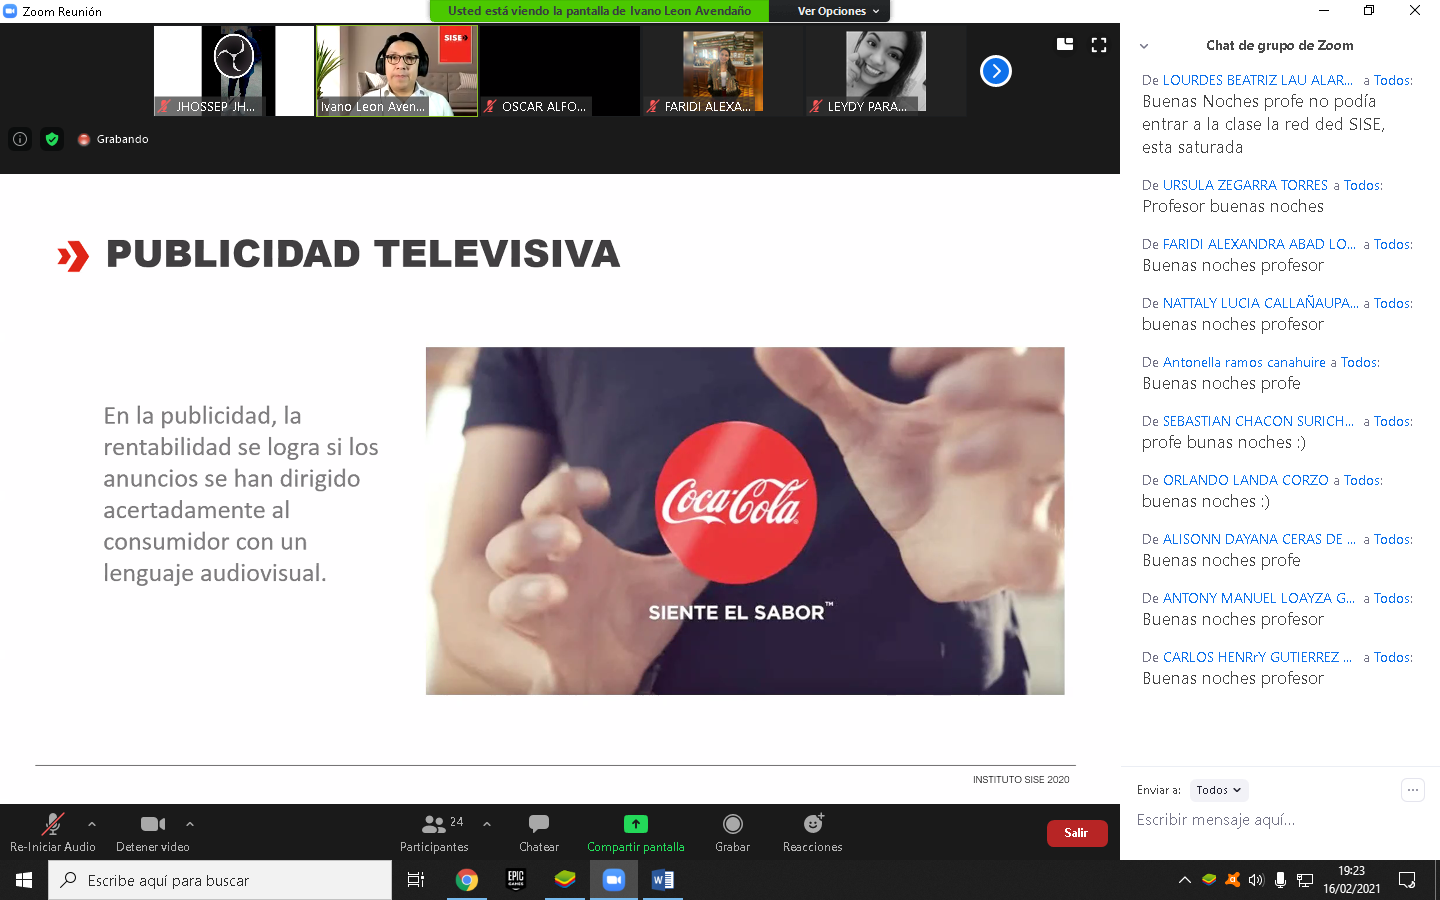 Zoom Reunión
Usted está viendo la pantalla de Ivano Leon Avendaño
Ver Opciones
SISE
JHOSSEP JH...
Ivano Leon Aven...
OSCAR ALFO...
FARIDI ALEXA...
LEYDY PARA...
Grabando
PUBLICIDAD TELEVISIVA
En la publicidad, la
rentabilidad se logra si los
anuncios se han dirigido
acertadamente al
consumidor con un
lenguaje audiovisual.
Coca-Cola
SIENTE EL SABOR™
INSTITUTO SISE 2020
Chat de grupo de Zoom
De LOURDES BEATRIZ LAU ALAR... a Todos:
Buenas Noches profe no podía
entrar a la clase la red ded SISE,
esta saturada
De URSULA ZEGARRA TORRES a Todos:
Profesor buenas noches
De FARIDI ALEXANDRA ABAD LO... a Todos:
Buenas noches profesor
De NATTALY LUCIA CALLAÑAUPA... a Todos:
buenas noches profesor
De Antonella ramos canahuire a Todos:
Buenas noches profe
De SEBASTIAN CHACON SURICH... a Todos:
profe bunas noches :)
De ORLANDO LANDA CORZO a Todos:
buenas noches :)
De ALISONN DAYANA CERAS DE ... a Todos:
Buenas noches profe
De ANTONY MANUEL LOAYZA G... a Todos:
Buenas noches profesor
De CARLOS HENRrY GUTIERREZ ... a Todos:
Buenas noches profesor
Enviar a: Todos
Escribir mensaje aquí...
Re-Iniciar Audio
Detener video
24
Participantes
Chatear
Compartir pantalla
Grabar
Reacciones
Salir
Escribe aquí para buscar
EPIC
GAMES
19:23
16/02/2021